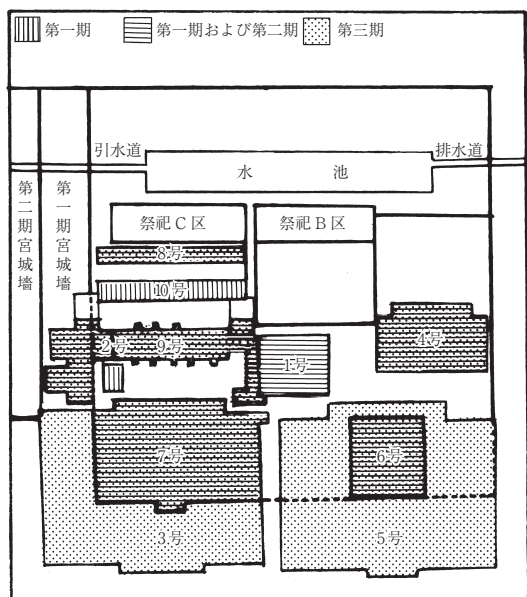 第一期 第一期および第二期 第三期
引水道 排水道
水池
第二期宮城墙
第一期宮城墙
祭祀C区 祭祀B区
8号
10号
4号
2号 9号
1号
7号
6号
3号 5号